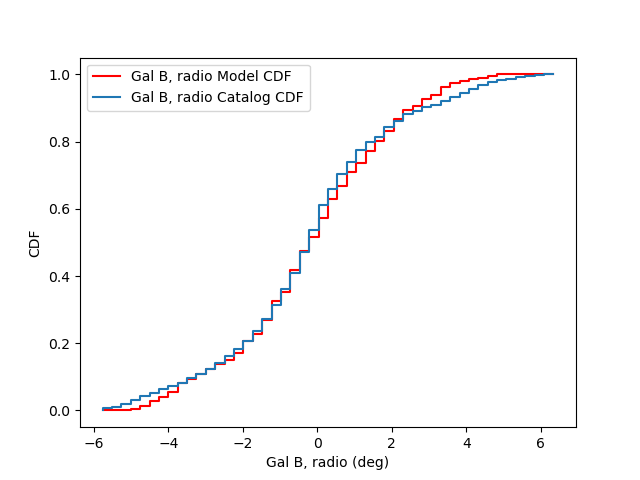 Gal B, radio Model CDF
Gal B, radio Catalog CDF
1.0
0.8
0.6
0.4
0.2
0.0
CDF
−6 −4 −2 0 2 4 6
Gal B, radio (deg)